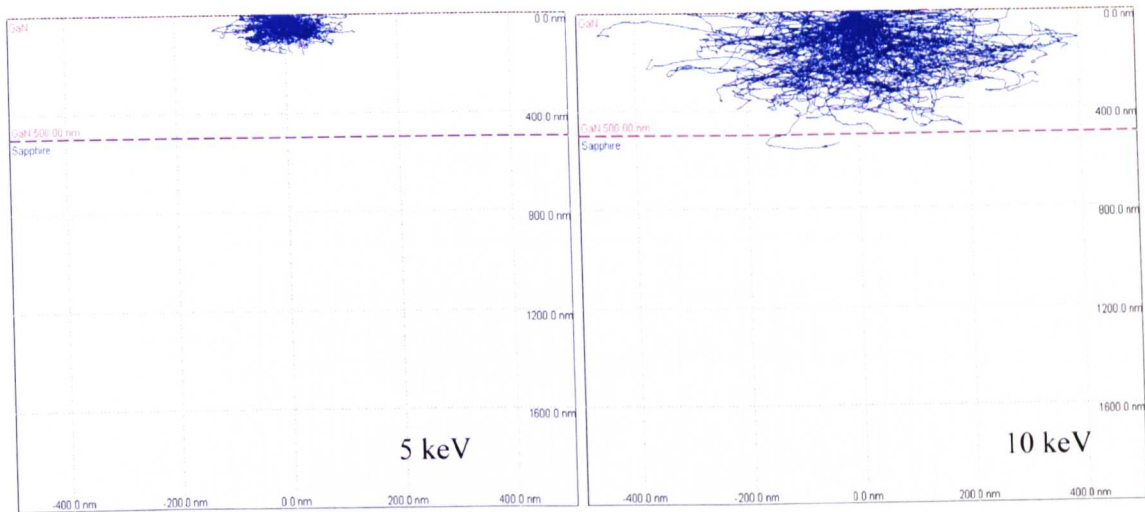 GaN
0.0 nm
400.0 nm
GaN 500.00 nm
Sapphire
800.0 nm
1200.0 nm
1600.0 nm
5 keV
-400.0 nm
-200.0 nm
0.0 nm
200.0 nm
GaN
0.0 nm
400.0 nm
GaN 500.00 nm
Sapphire
800.0 nm
1200.0 nm
1600.0 nm
10 keV
-400.0 nm
-200.0 nm
0.0 nm
200.0 nm
400.0 nm